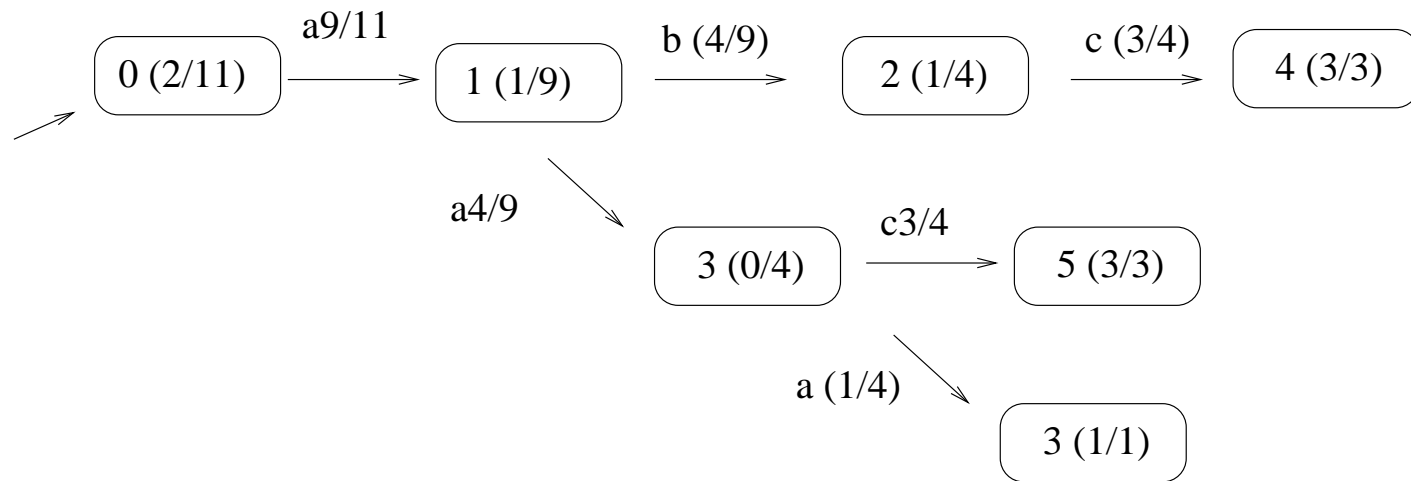 a9/11
b (4/9)
c (3/4)
0 (2/11)
1 (1/9)
2 (1/4)
4 (3/3)
a4/9
c3/4
3 (0/4)
5 (3/3)
a (1/4)
3 (1/1)